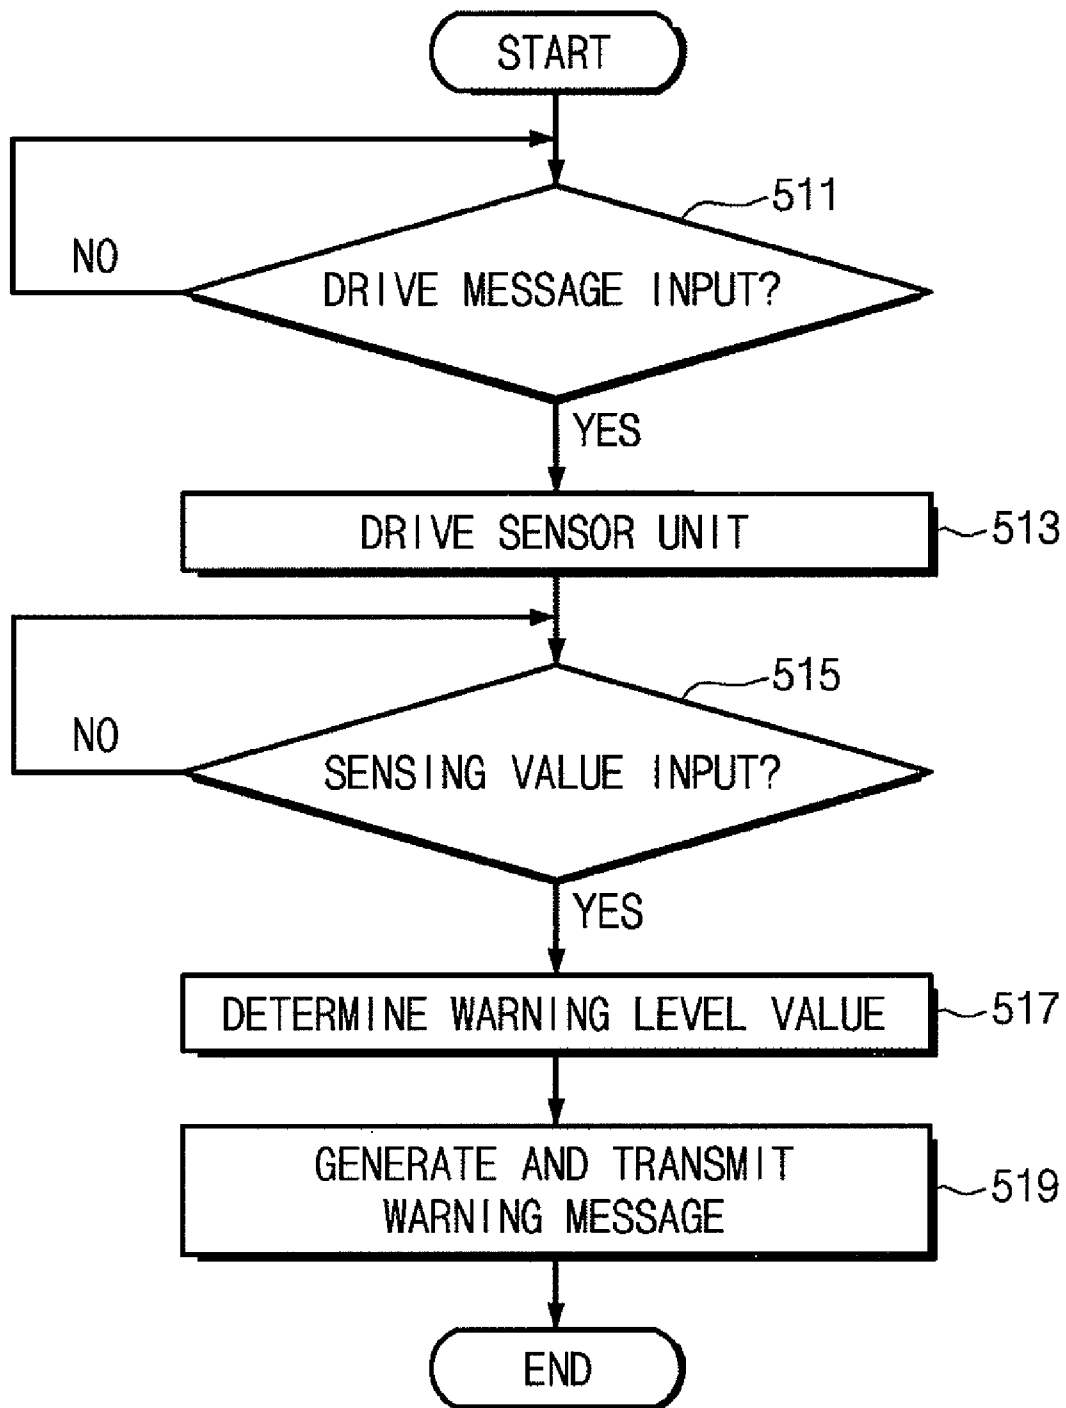 START
511
NO
DRIVE MESSAGE INPUT?
YES
DRIVE SENSOR UNIT
513
515
NO
SENSING VALUE INPUT?
YES
DETERMINE WARNING LEVEL VALUE
517
GENERATE AND TRANSMIT
WARNING MESSAGE
519
END